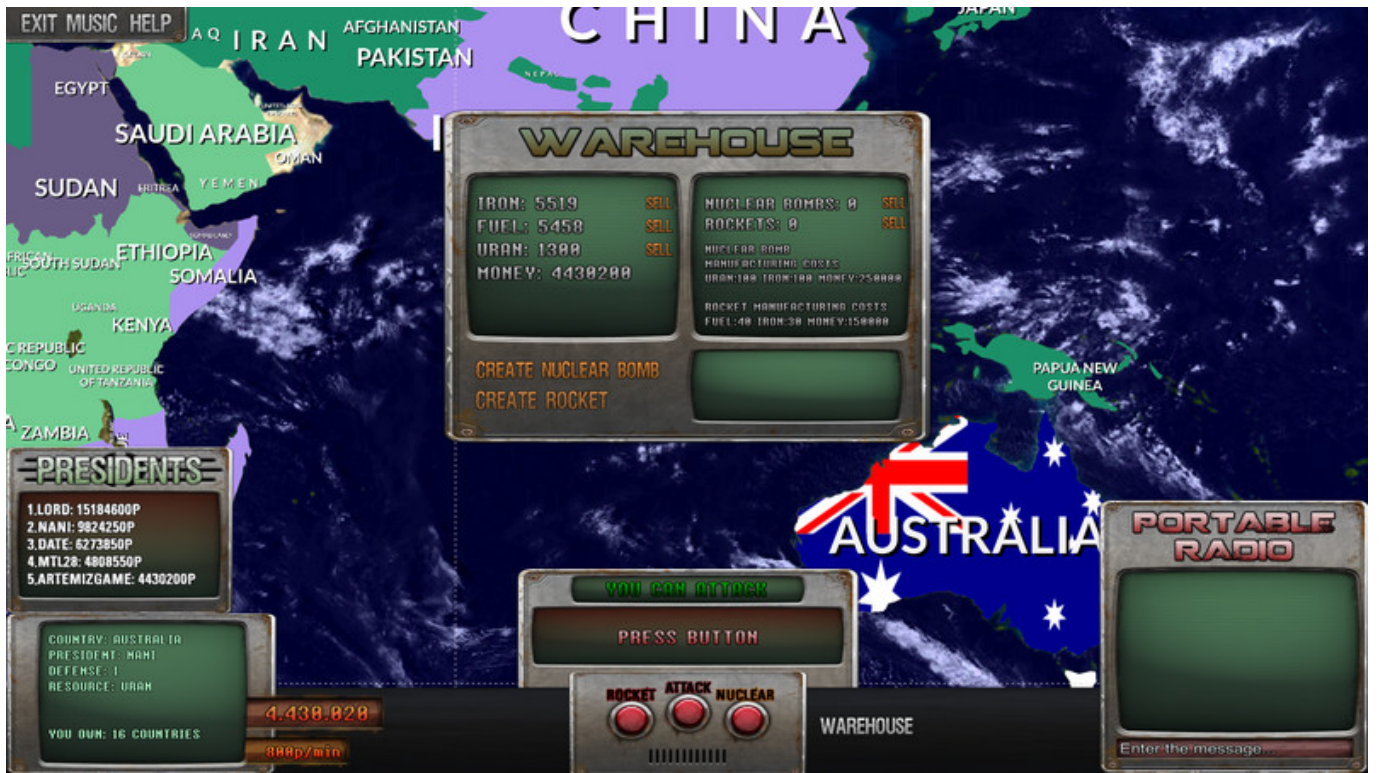 EXIT MUSIC HELP
AQ
IRAN
AFGHANISTAN
PAKISTAN
CHINA
JAPAN
NEPAL
EGYPT
SAUDI ARABIA
OMAN
SUDAN
ERITREA
YEMEN
ETHIOPIA
SOUTH SUDAN
SOMALIA
UGANDA
KENYA
C REPUBLIC
CONGO
UNITED REPUBLIC
OF TANZANIA
ZAMBIA
PAPUA NEW
GUINEA
AUSTRALIA
WAREHOUSE
IRON: 5519 SELL
FUEL: 5458 SELL
URAN: 1300 SELL
MONEY: 4430200
NUCLEAR BOMBS: 0 SELL
ROCKETS: 0 SELL
NUCLEAR BOMB
MANUFACTURING COSTS
URAN:100 IRON:100 MONEY:250000
ROCKET MANUFACTURING COSTS
FUEL:40 IRON:30 MONEY:150000
CREATE NUCLEAR BOMB
CREATE ROCKET
PRESIDENTS
1.LORD: 15184600P
2.NANI: 9824250P
3.DATE: 6273850P
4.MTL28: 4808550P
5.ARTEMIZGAME: 4430200P
COUNTRY: AUSTRALIA
PRESIDENT: NANI
DEFENSE: 1
RESOURCE: URAN
YOU OWN: 16 COUNTRIES
4.430.020
800p/min
YOU CAN ATTACK
PRESS BUTTON
ROCKET ATTACK NUCLEAR
WAREHOUSE
PORTABLE
RADIO
Enter the message...